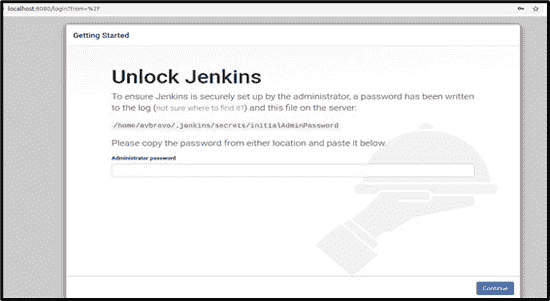 localhost:8080/login?from=%2F
Getting Started
Unlock Jenkins
To ensure Jenkins is securely set up by the administrator, a password has been written
to the log (not sure where to find it?) and this file on the server:
/home/avbravo/.jenkins/secrets/initialAdminPassword
Please copy the password from either location and paste it below.
Administrator password
Continue